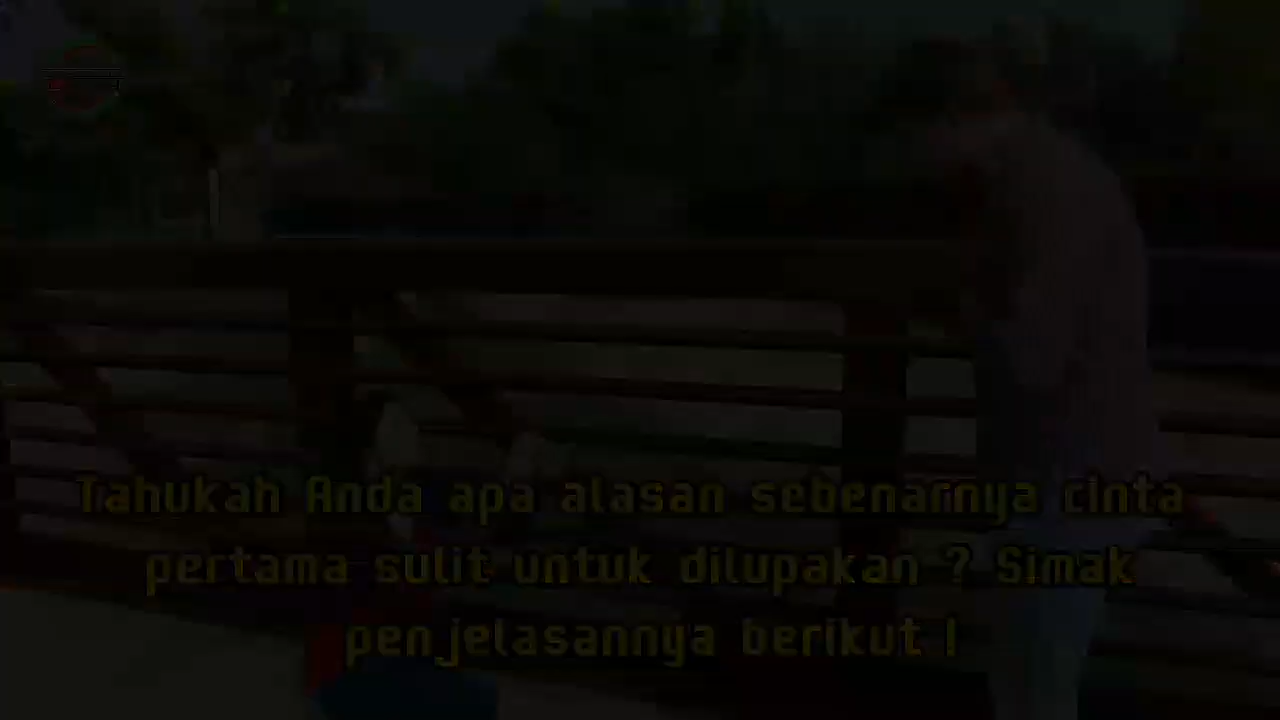 Tahukah Anda apa alasan sebenarnya cinta
pertama sulit untuk dilupakan ? Simak
penjelasannya berikut !